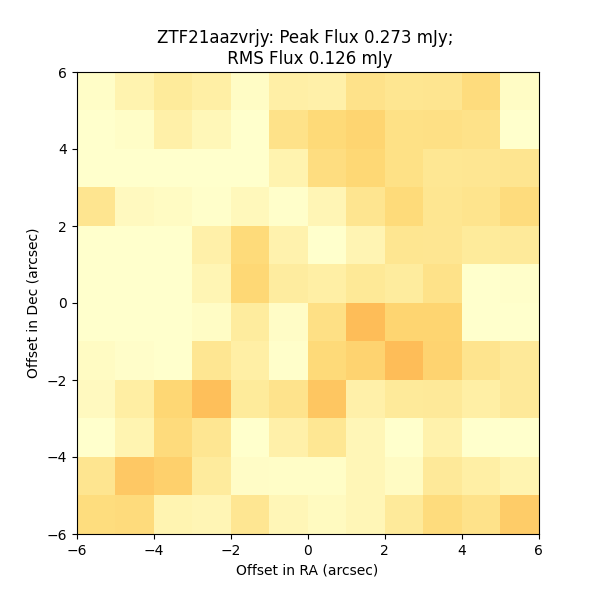 ZTF21aazvrjy: Peak Flux 0.273 mJy;
RMS Flux 0.126 mJy
6
4
2
0
−2
−4
−6
Offset in Dec (arcsec)
−6 −4 −2 0 2 4 6
Offset in RA (arcsec)